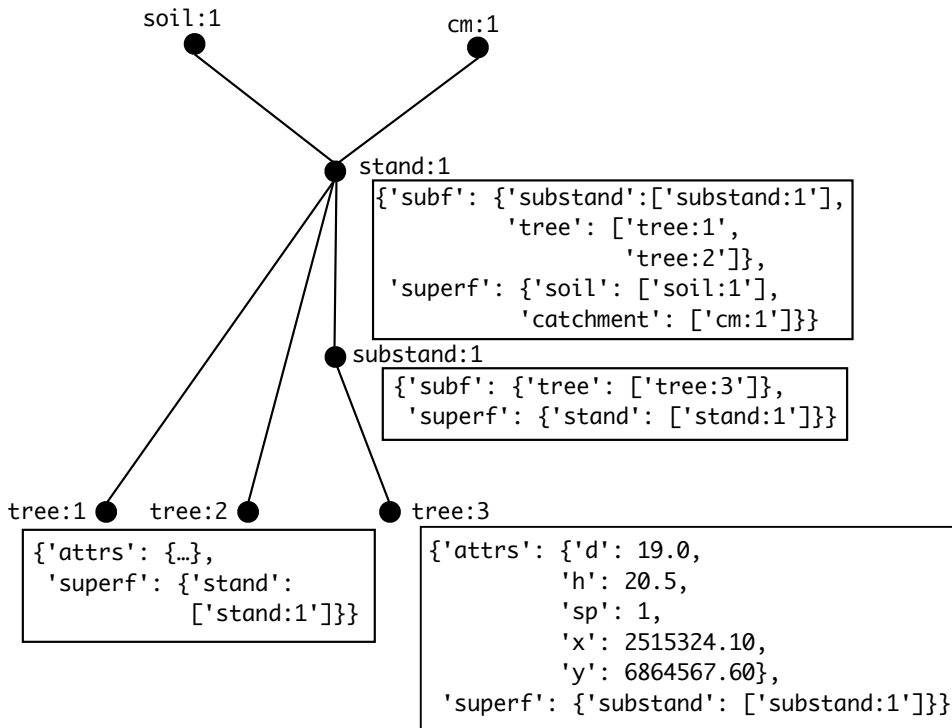 soil:1
cm:1
stand:1
{'subf': {'substand':['substand:1'],
'tree': ['tree:1',
'tree:2']},
'superf': {'soil': ['soil:1'],
'catchment': ['cm:1']}}
substand:1
{'subf': {'tree': ['tree:3']},
'superf': {'stand': ['stand:1']}}
tree:1
tree:2
tree:3
{'attrs': {…},
'superf': {'stand':
['stand:1']}}
{'attrs': {'d': 19.0,
'h': 20.5,
'sp': 1,
'x': 2515324.10,
'y': 6864567.60},
'superf': {'substand': ['substand:1']}}